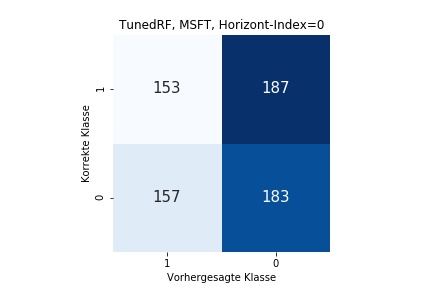 TunedRF, MSFT, Horizont-Index=0
Korrekte Klasse
1
153
187
0
157
183
1
0
Vorhergesagte Klasse